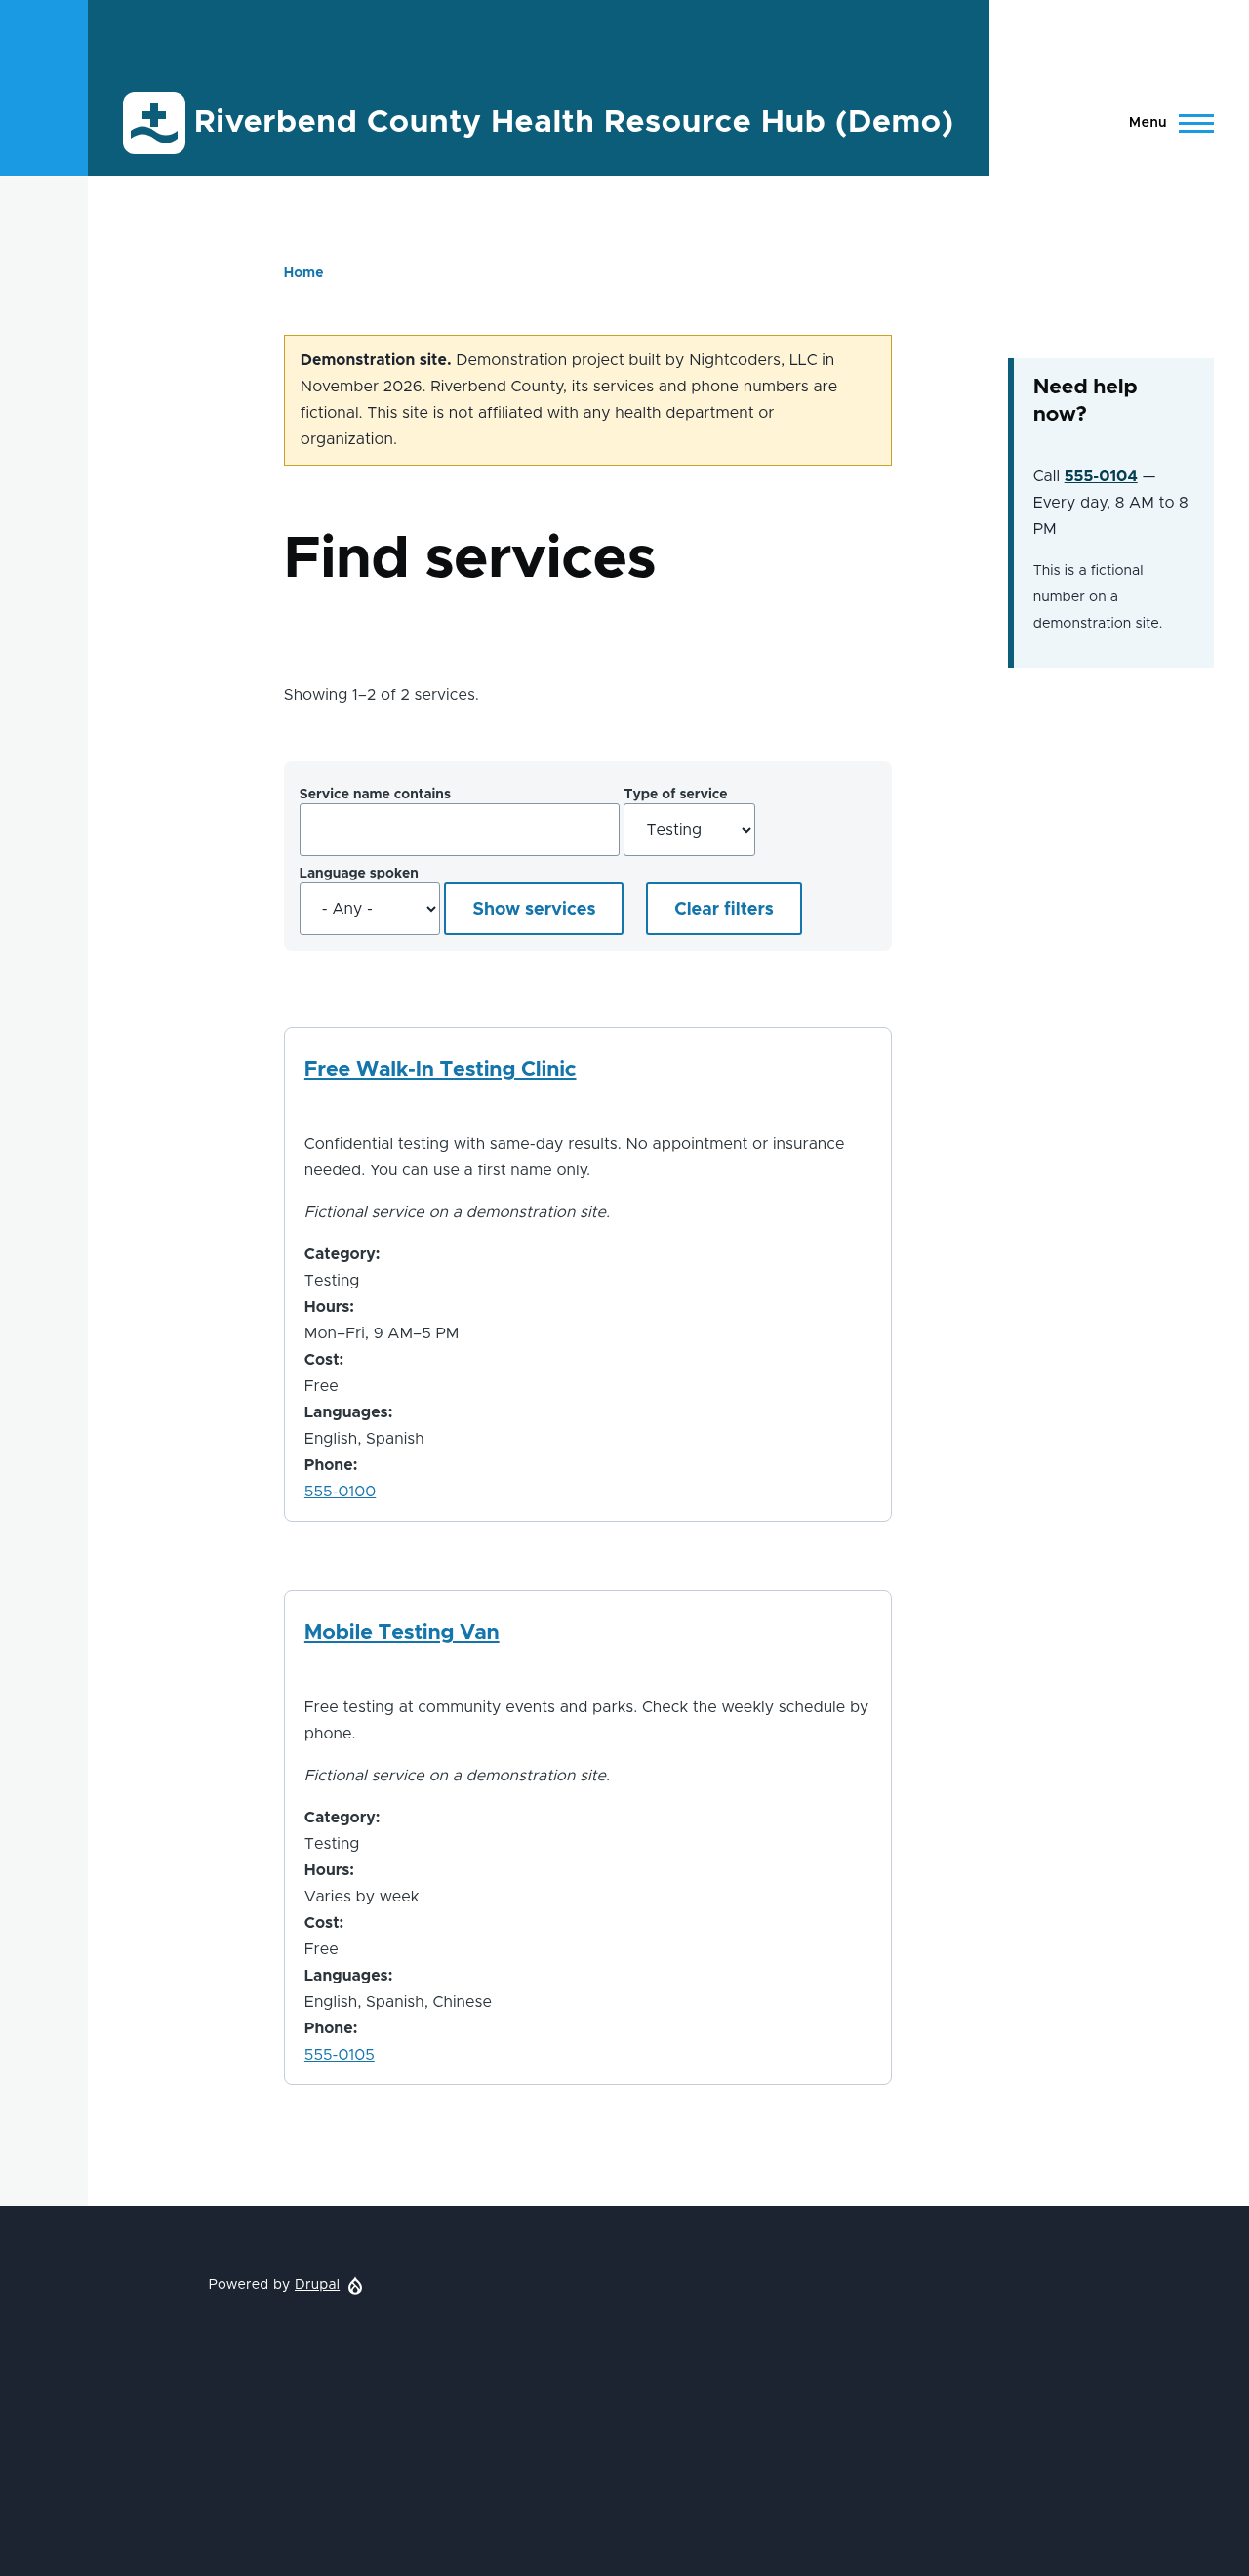 Riverbend County Health Resource Hub (Demo)
Menu
Home
Demonstration site. Demonstration project built by Nightcoders, LLC in
November 2026. Riverbend County, its services and phone numbers are
fictional. This site is not affiliated with any health department or
organization.
Need help
now?
Call 555-0104 —
Every day, 8 AM to 8
PM
This is a fictional
number on a
demonstration site.
Find services
Showing 1–2 of 2 services.
Service name contains
Type of service
Testing
Language spoken
- Any -
Show services
Clear filters
Free Walk-In Testing Clinic
Confidential testing with same-day results. No appointment or insurance
needed. You can use a first name only.
Fictional service on a demonstration site.
Category:
Testing
Hours:
Mon–Fri, 9 AM–5 PM
Cost:
Free
Languages:
English, Spanish
Phone:
555-0100
Mobile Testing Van
Free testing at community events and parks. Check the weekly schedule by
phone.
Fictional service on a demonstration site.
Category:
Testing
Hours:
Varies by week
Cost:
Free
Languages:
English, Spanish, Chinese
Phone:
555-0105
Powered by Drupal